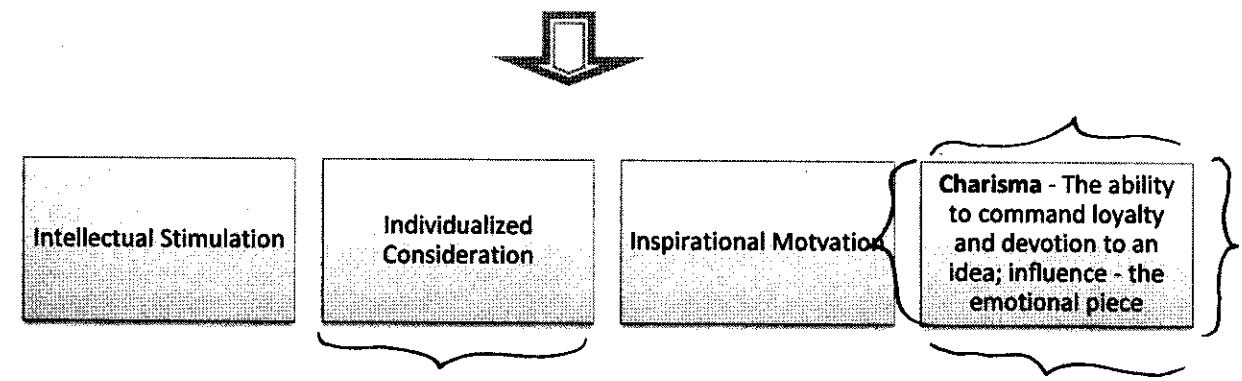 Intellectual Stimulation
Individualized
Consideration
Inspirational Motvation
Charisma - The ability
to command loyalty
and devotion to an
idea; influence - the
emotional piece